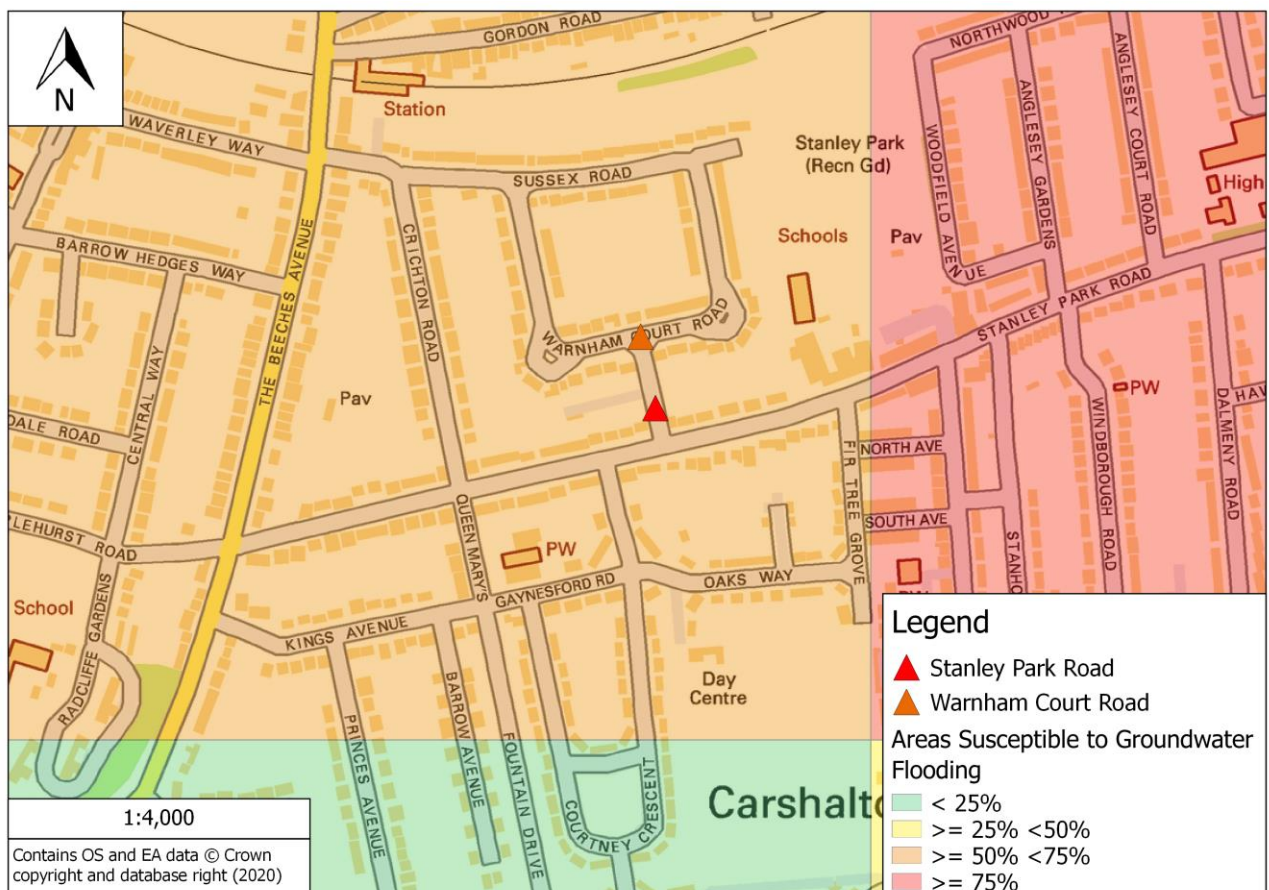 N
GORDON ROAD
NORTHWOOD
Station
WAVERLEY WAY
ANGLESEY COURT ROAD
ANGLESEY GARDENS
WOODFIELD AVENUE
Stanley Park
(Recn Gd)
High
SUSSEX ROAD
BARROW HEDGES WAY
THE BEECHES AVENUE
CRICHTON ROAD
Schools
Pav
STANLEY PARK ROAD
WARNHAM COURT ROAD
CENTRAL WAY
Pav
PW
WINDBOROUGH ROAD
DALMENY ROAD
HAV
DALE ROAD
FIR TREE GROVE
NORTH AVE
SOUTH AVE
LEHURST ROAD
QUEEN MARY'S
PW
GAYNESFORD RD
OAKS WAY
STANHO
School
RADCLIFFE GARDENS
KINGS AVENUE
Day
Centre
PRINCES AVENUE
BARROW AVENUE
FOUNTAIN DRIVE
COURTNEY CRESCENT
Carshalto
Legend
Stanley Park Road
Warnham Court Road
Areas Susceptible to Groundwater
Flooding
< 25%
>= 25% <50%
>= 50% <75%
>= 75%
1:4,000
Contains OS and EA data © Crown
copyright and database right (2020)